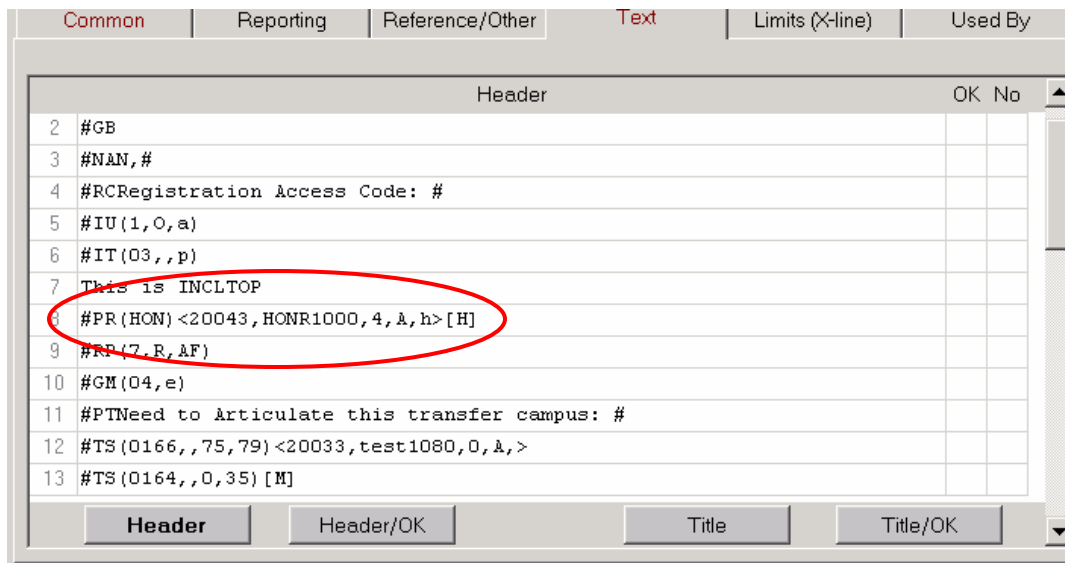 Common Reporting Reference/Other Text Limits (X-line) Used By
Header OK No
2 #GB
3 #NAN,#
4 #RCRegistration Access Code: #
5 #IU(1,O,a)
6 #IT(03,,p)
7 This is INCLTOP
8 #PR(HON)<20043,HONR1000,4,A,h>[H]
9 #RP(7,R,AF)
10 #GM(04,e)
11 #PTNeed to Articulate this transfer campus: #
12 #TS(0166,,75,79)<20033,test1080,0,A,>
13 #TS(0164,,0,35)[M]
Header Header/OK Title Title/OK